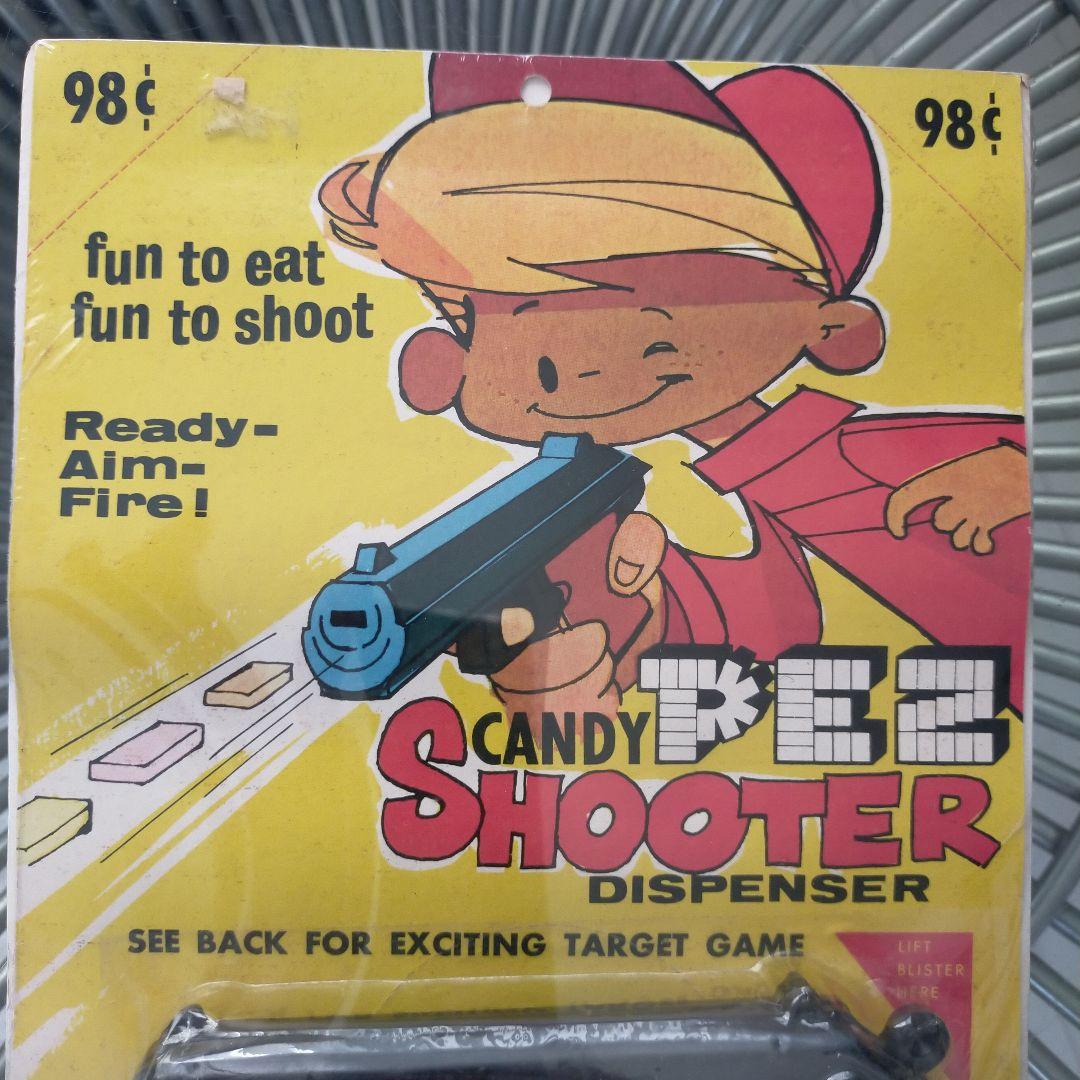 98¢
98¢
fun to eat
fun to shoot
Ready-
Aim-
Fire!
CANDY PEZ
SHOOTER
DISPENSER
SEE BACK FOR EXCITING TARGET GAME
LIFT
BLISTER
HERE